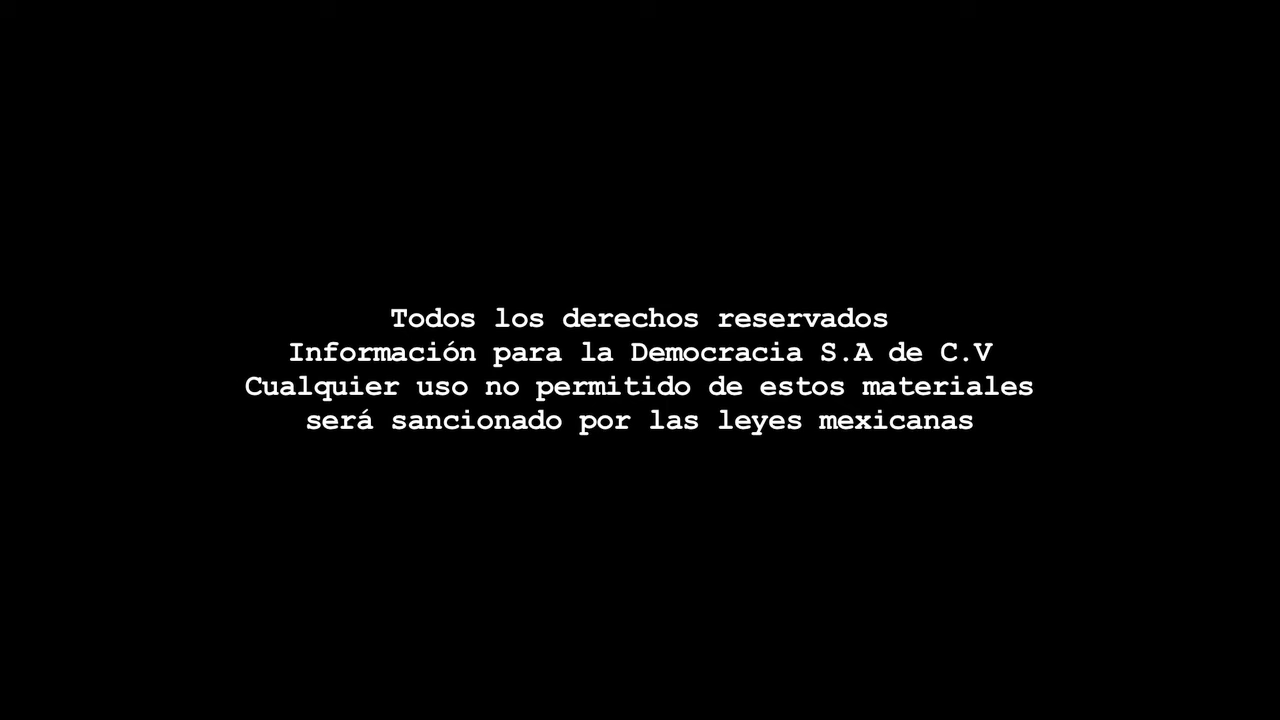 Todos los derechos reservados
Información para la Democracia S.A de C.V
Cualquier uso no permitido de estos materiales
será sancionado por las leyes mexicanas